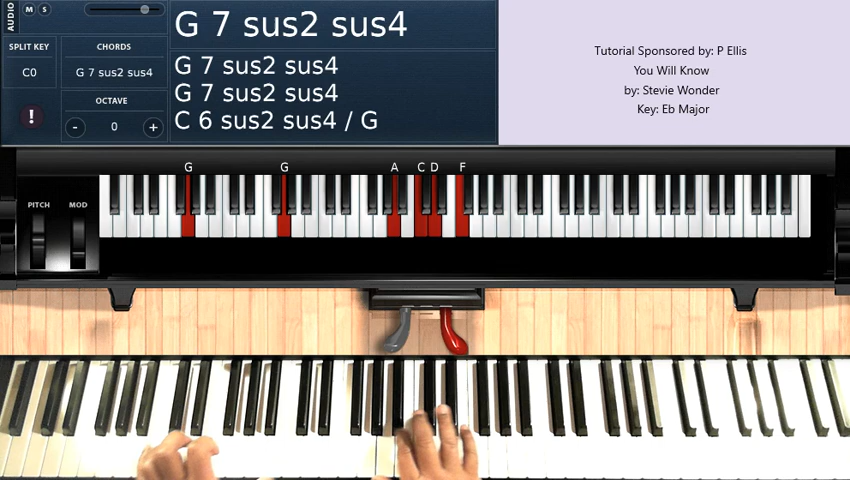 AUDIO
M S
SPLIT KEY
C0
!
CHORDS
G 7 sus2 sus4
OCTAVE
- 0 +
G 7 sus2 sus4
G 7 sus2 sus4
G 7 sus2 sus4
C 6 sus2 sus4 / G
Tutorial Sponsored by: P Ellis
You Will Know
by: Stevie Wonder
Key: Eb Major
G G A C D F
PITCH MOD